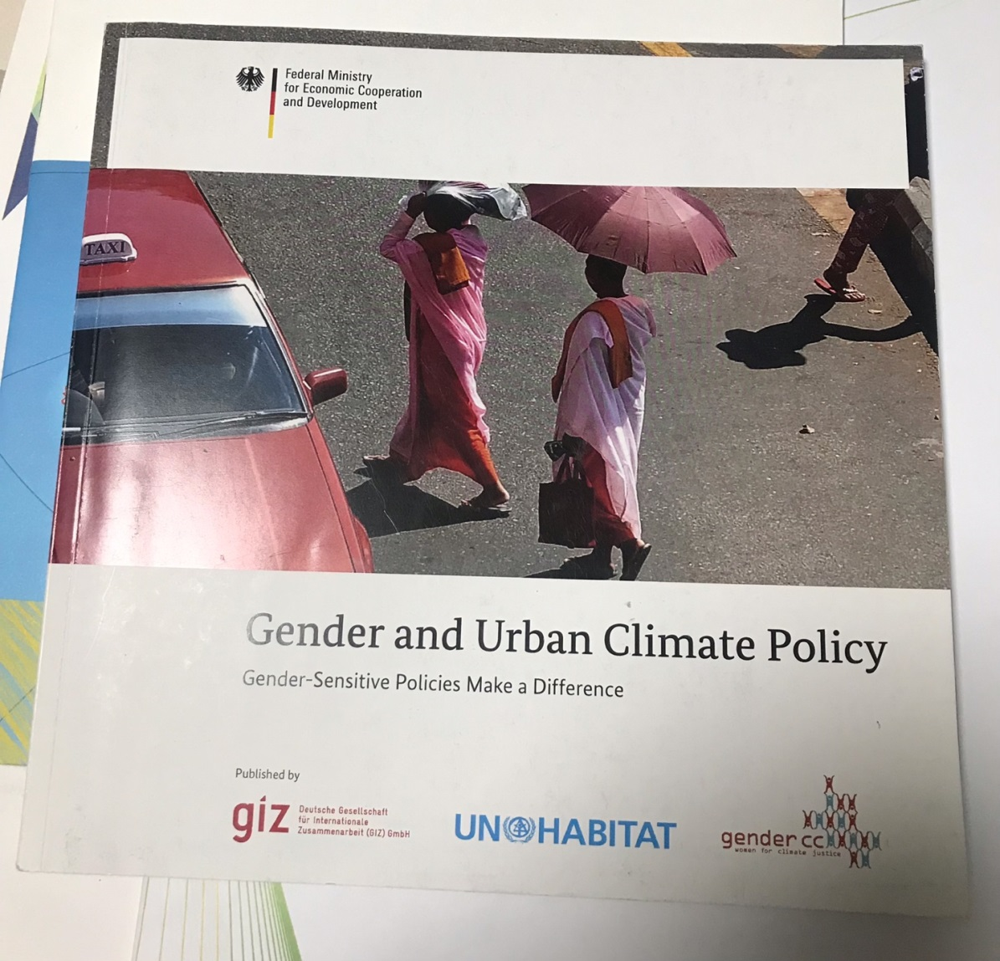 Federal Ministry
for Economic Cooperation
and Development
TAXI
Gender and Urban Climate Policy
Gender-Sensitive Policies Make a Difference
Published by
giz
Deutsche Gesellschaft
für Internationale
Zusammenarbeit (GIZ) GmbH
UN HABITAT
gender cc
women for climate justice